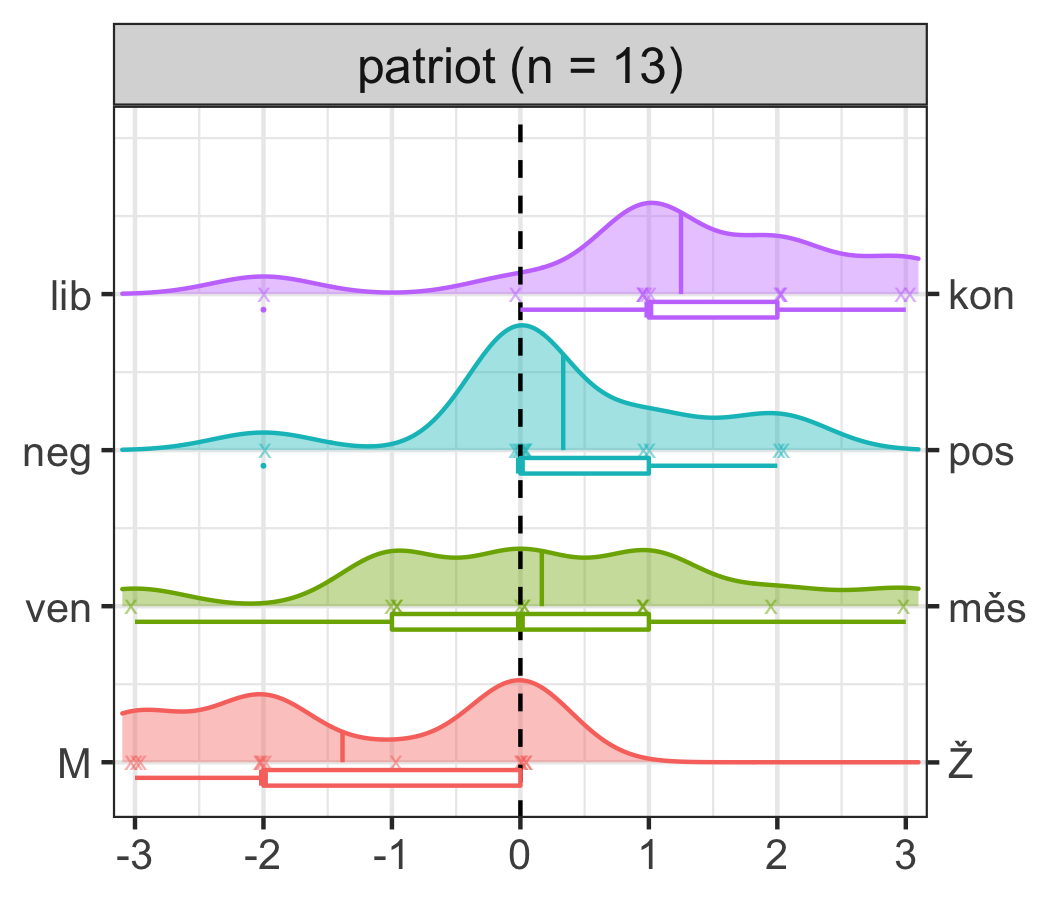 patriot (n = 13)
lib kon
neg pos
ven měs
M Ž
-3 -2 -1 0 1 2 3